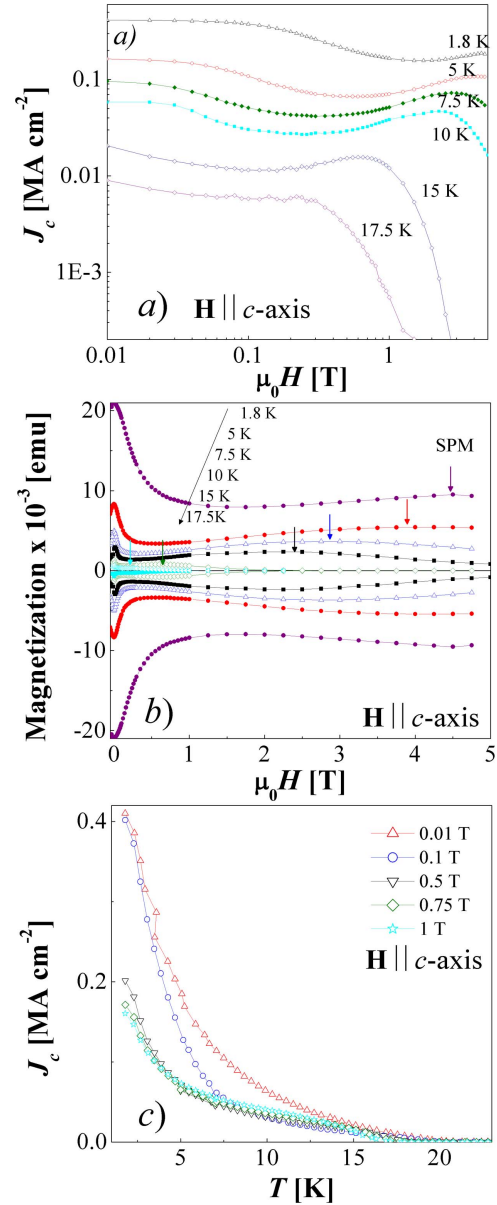 a)
1.8 K
5 K
7.5 K
10 K
15 K
17.5 K
0.1
0.01
1E-3
J_c [MA cm^-2]
a) H || c-axis
0.01 0.1 1
μ₀H [T]
20
10
0
-10
-20
Magnetization x 10^-3 [emu]
1.8 K
5 K
7.5 K
10 K
15 K
17.5K
SPM
b) H || c-axis
0 1 2 3 4 5
μ₀H [T]
0.4
0.2
0.0
J_c [MA cm^-2]
0.01 T
0.1 T
0.5 T
0.75 T
1 T
H || c-axis
c)
5 10 15 20
T [K]